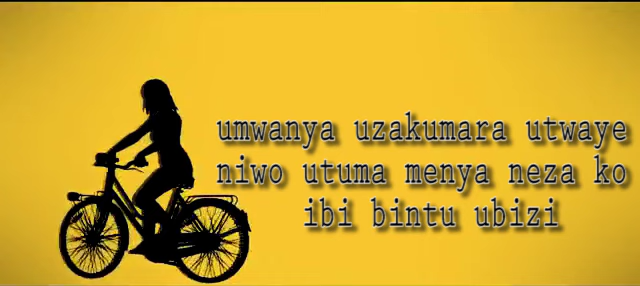 umwanya uzakumara utwaye
niwo utuma menya neza ko
ibi bintu ubizi